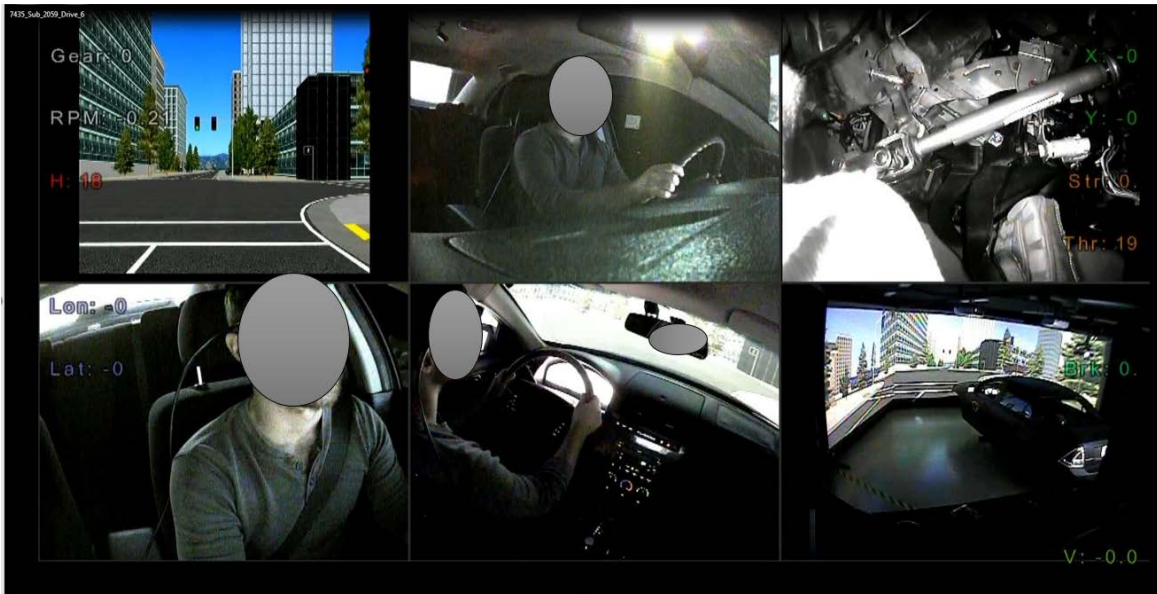 7435_Sub_2059_Drive_6
Gear: 0
RPM: -0.21
H: 18
X: -0
Y: -0
Str: 0.
Thr: 19
Lon: -0
Lat: -0
Brk: 0.
V: -0.0